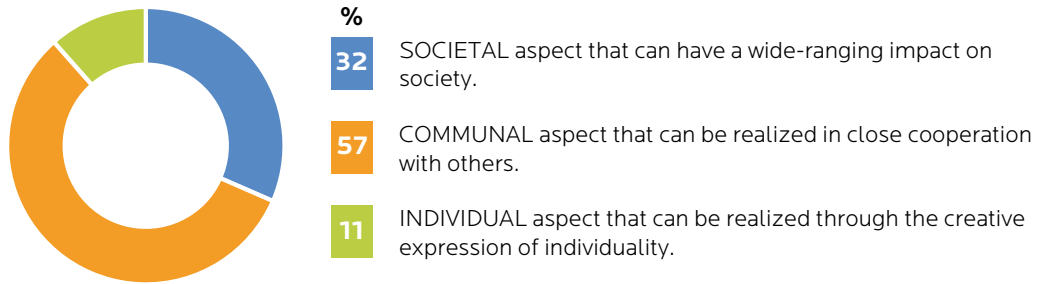 %
32
SOCIETAL aspect that can have a wide-ranging impact on
society.
57
COMMUNAL aspect that can be realized in close cooperation
with others.
11
INDIVIDUAL aspect that can be realized through the creative
expression of individuality.